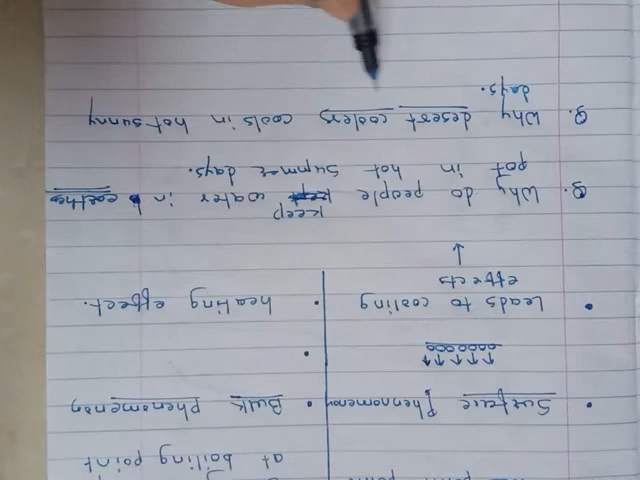 at boiling point
• Surface Phenomenon • Bulk Phenomenon
•
• Leads to cooling • heating effect.
effects
↓
Q. Why do people keep water in earthen
pot in hot summer days.
Q. Why desert coolers cools in hot sunny
days.